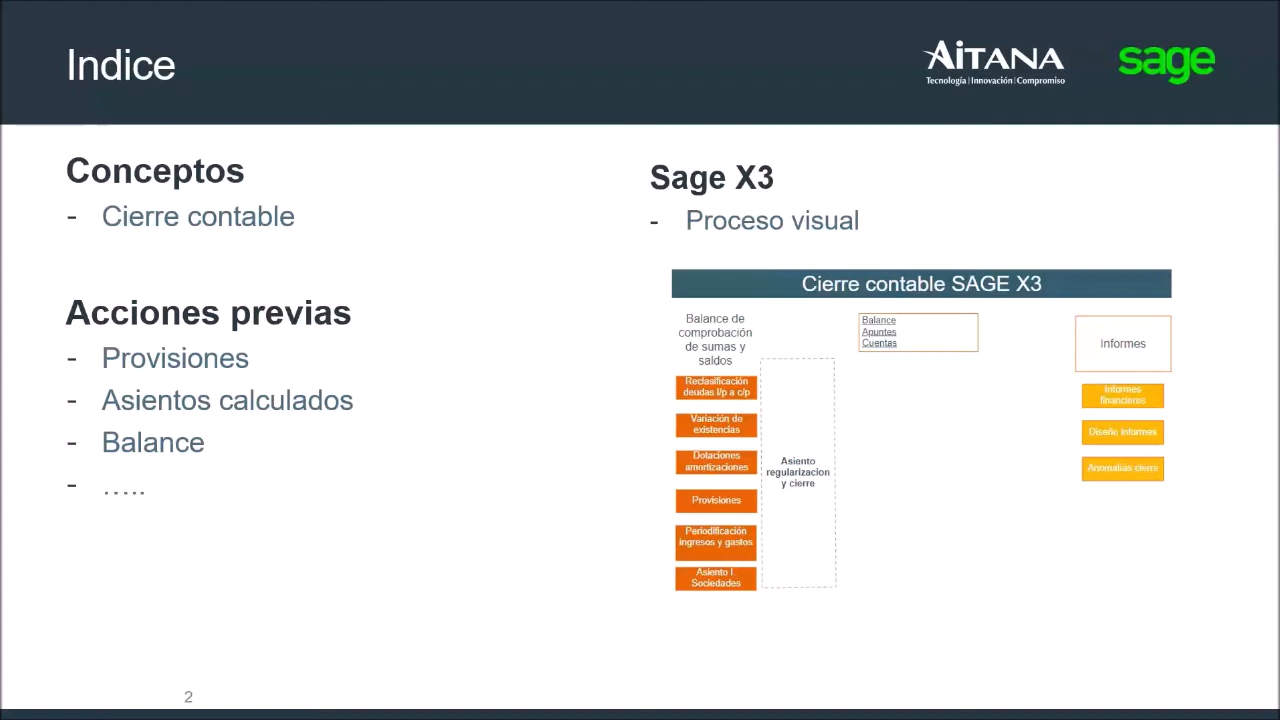 Indice
AiTANA
Tecnología | Innovación | Compromiso
sage
Conceptos
- Cierre contable
Acciones previas
- Provisiones
- Asientos calculados
- Balance
- …..
Sage X3
- Proceso visual
Cierre contable SAGE X3
Balance de
comprobación
de sumas y
saldos
Reclasificación
deudas l/p a c/p
Variación de
existencias
Dotaciones
amortizaciones
Provisiones
Periodificación
ingresos y gastos
Asiento I.
Sociedades
Asiento
regularizacion
y cierre
Balance
Apuntes
Cuentas
Informes
Informes
financieros
Diseño Informes
Anomalías cierre
2